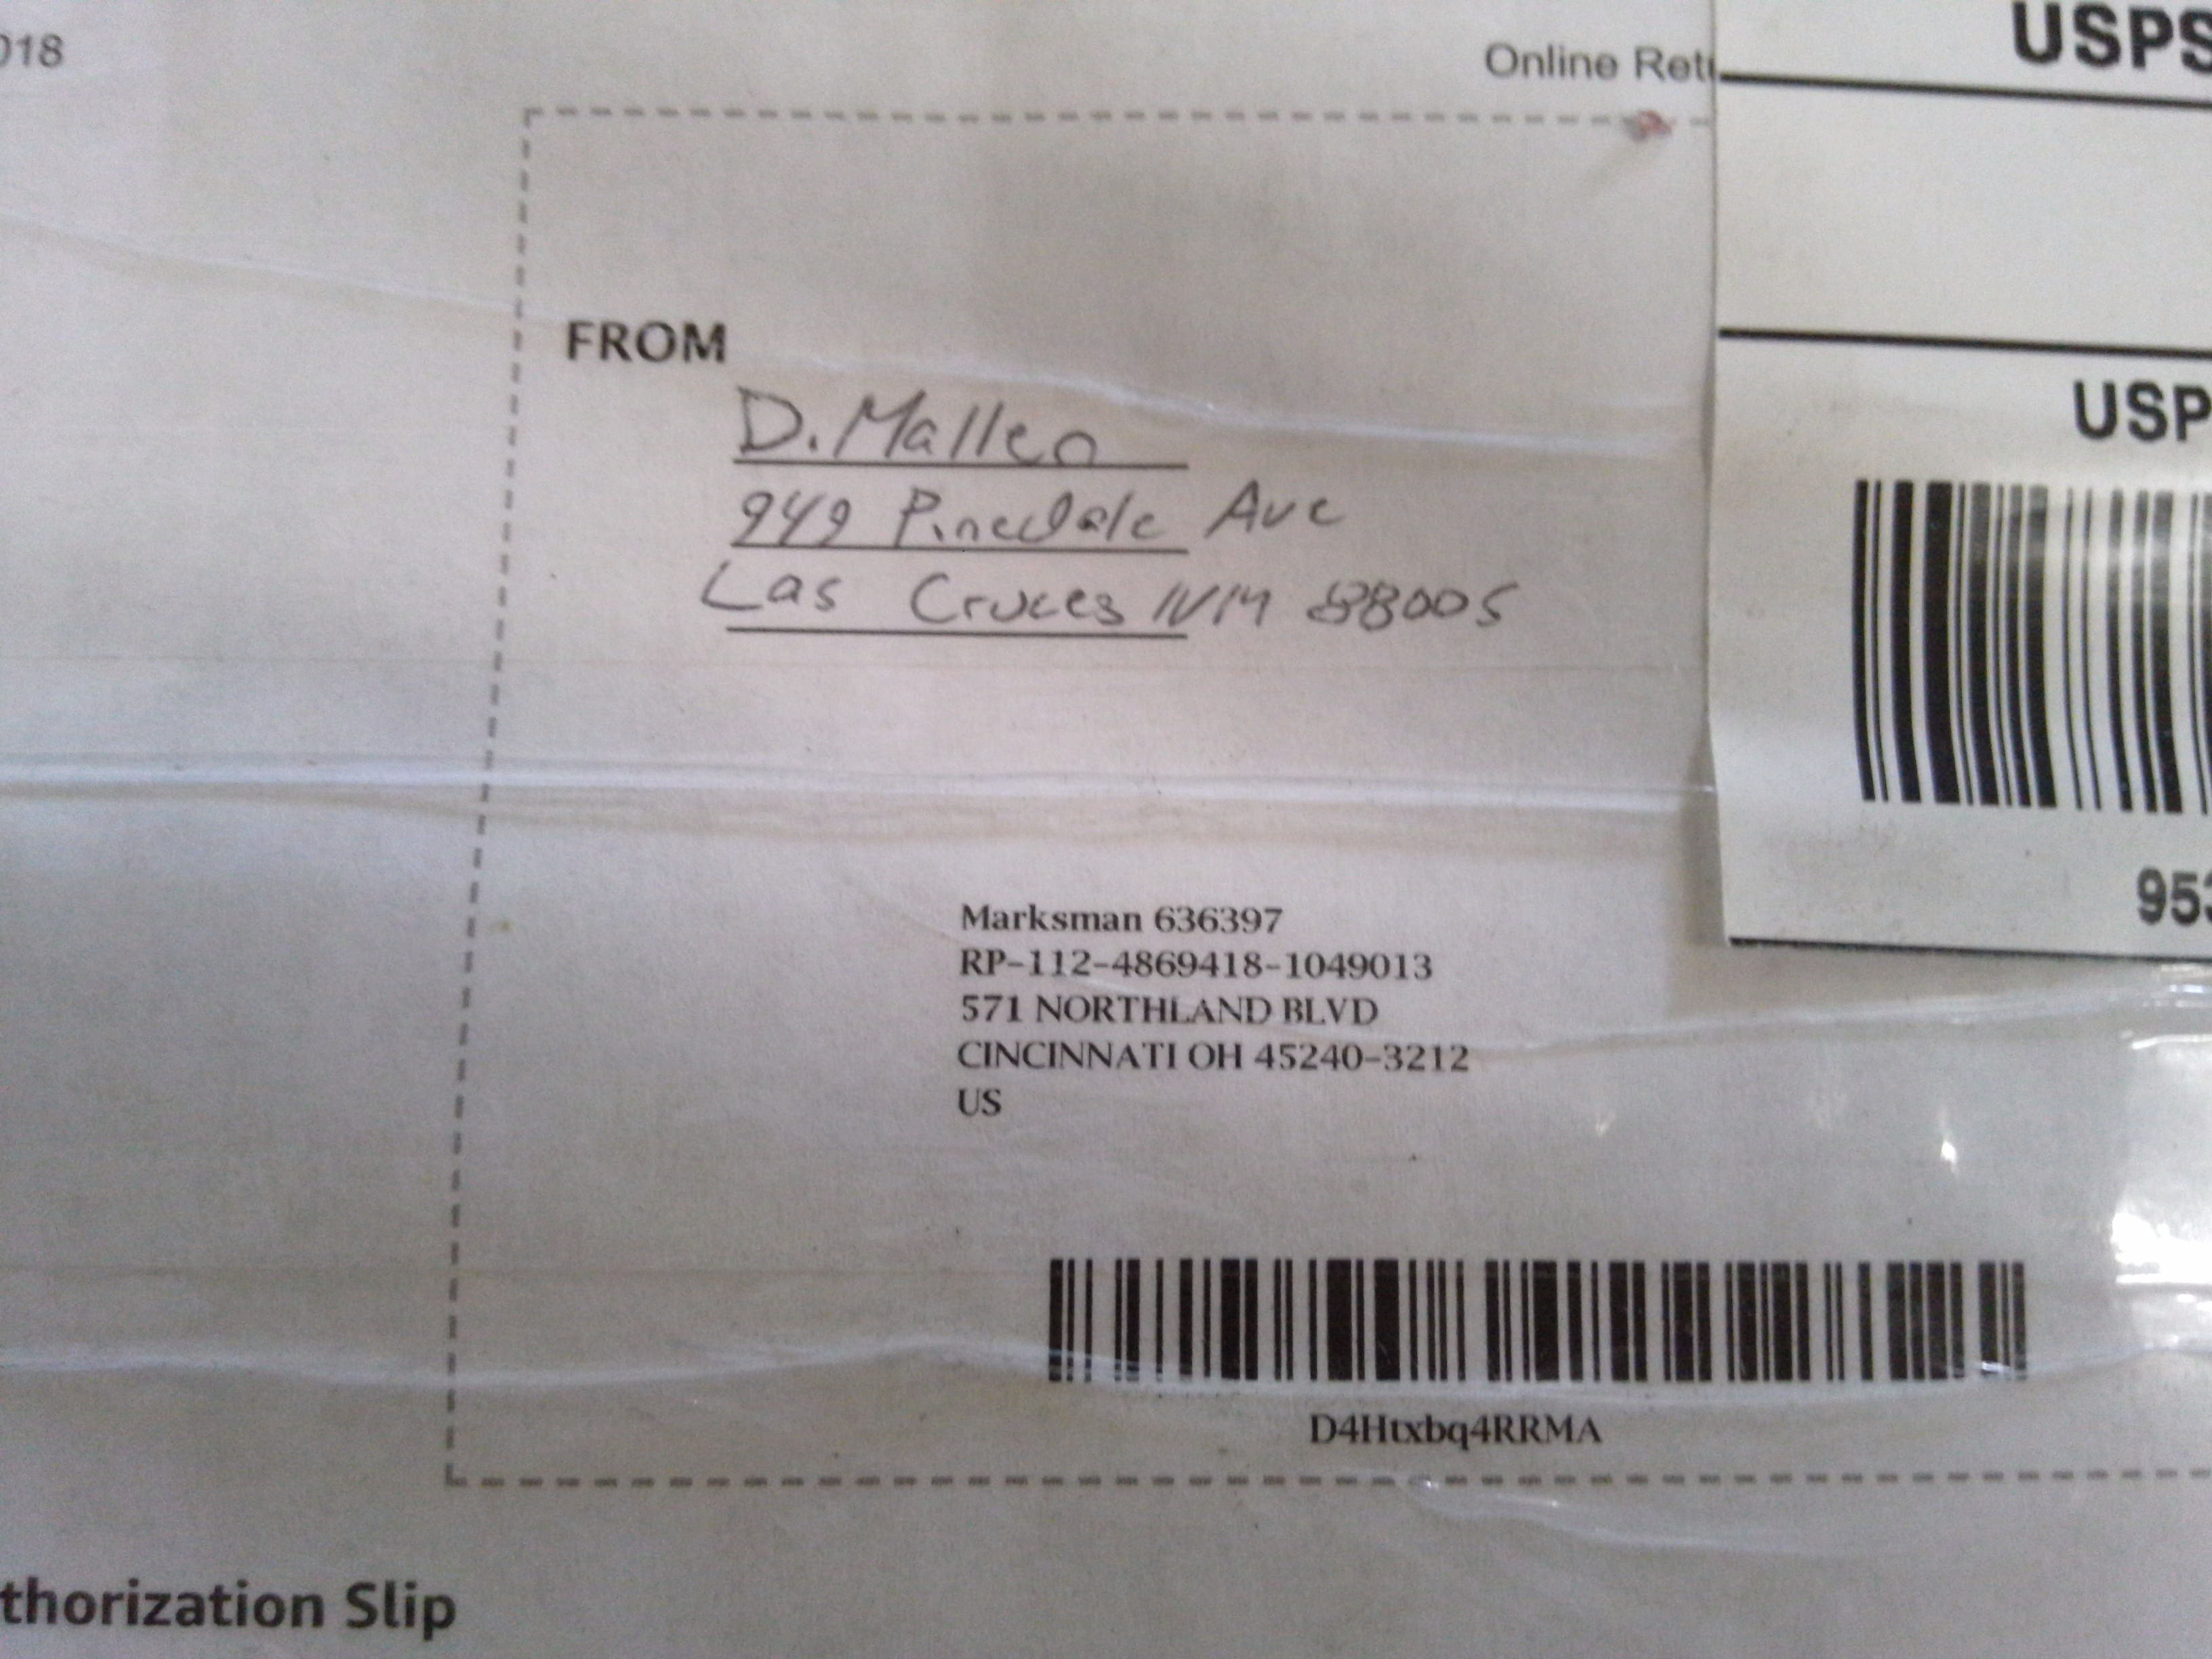 018
Online Ret
USPS
FROM
D. Malleo
949 Pinedale Ave
Las Cruces NM 88005
USP
953
Marksman 636397
RP-112-4869418-1049013
571 NORTHLAND BLVD
CINCINNATI OH 45240-3212
US
D4Htxbq4RRMA
thorization Slip